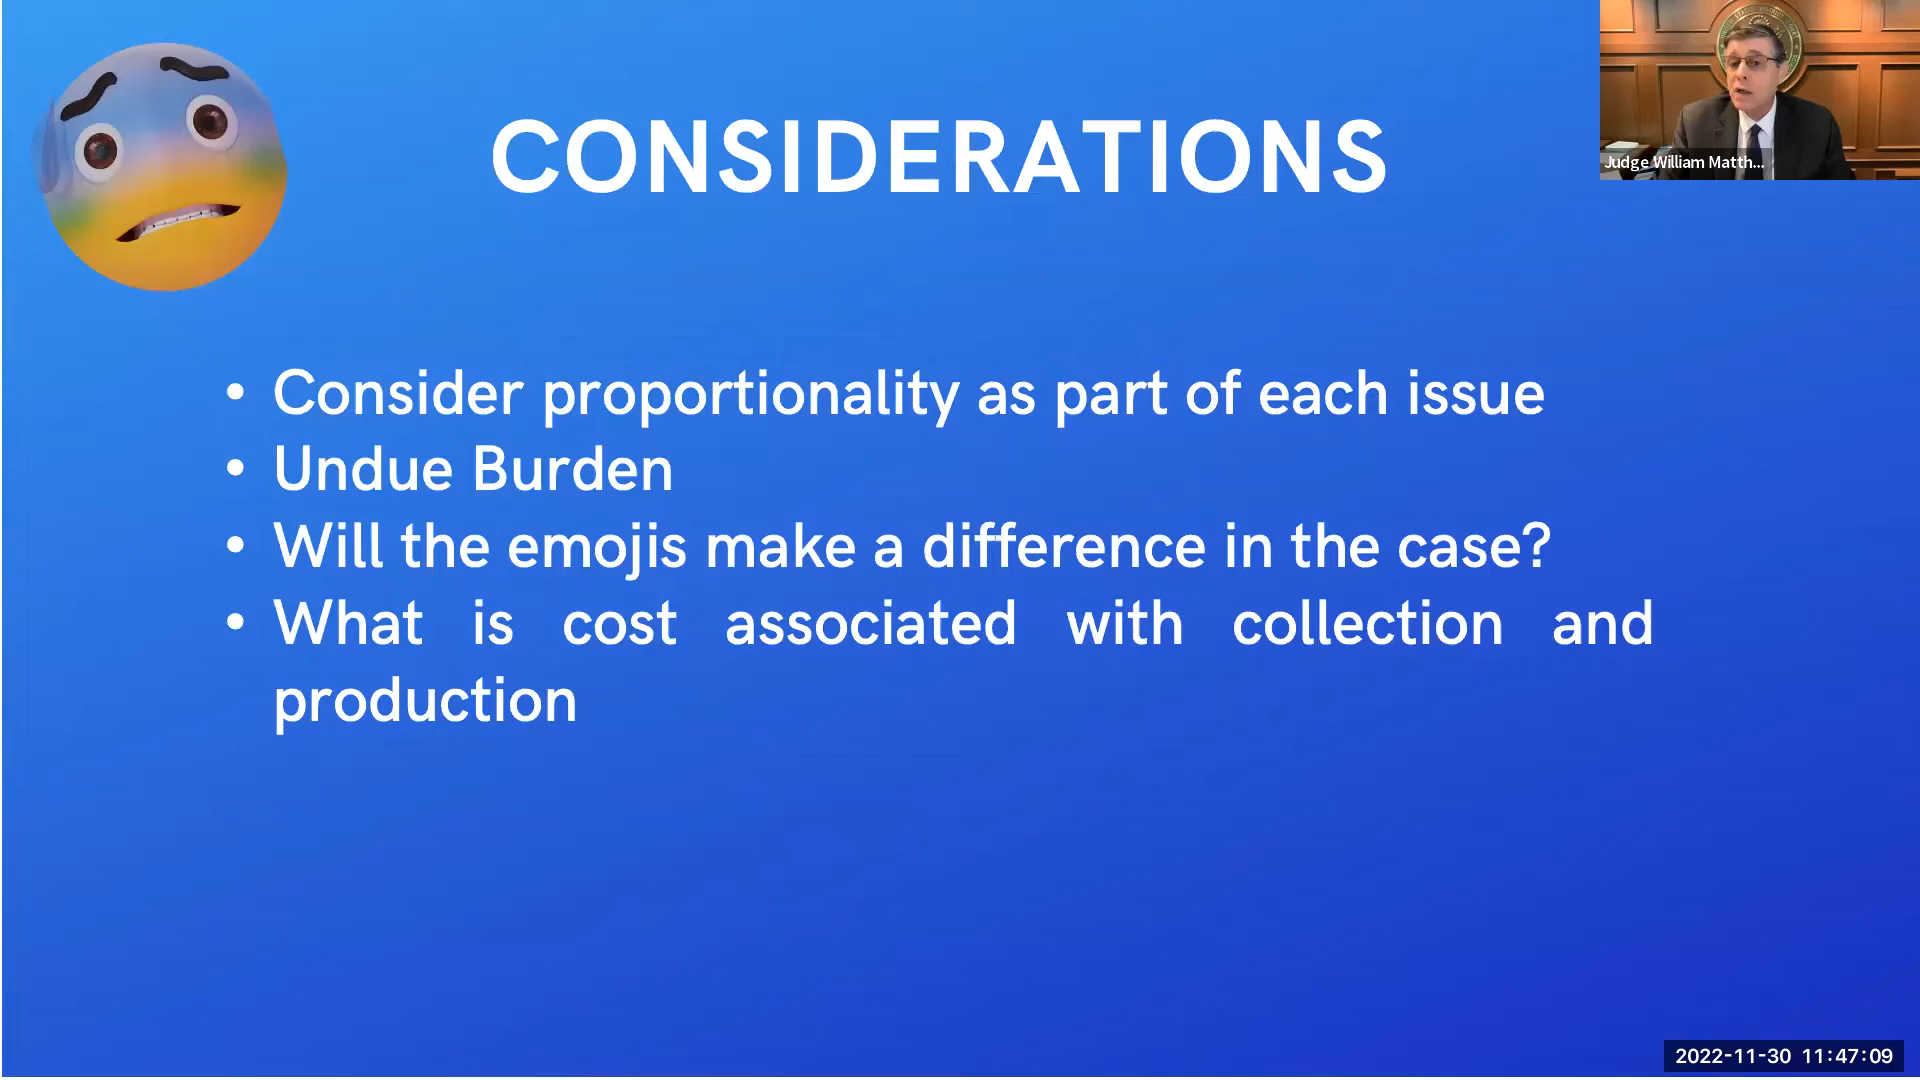 CONSIDERATIONS
Judge William Matth...
• Consider proportionality as part of each issue
• Undue Burden
• Will the emojis make a difference in the case?
• What is cost associated with collection and
production
2022-11-30 11:47:09